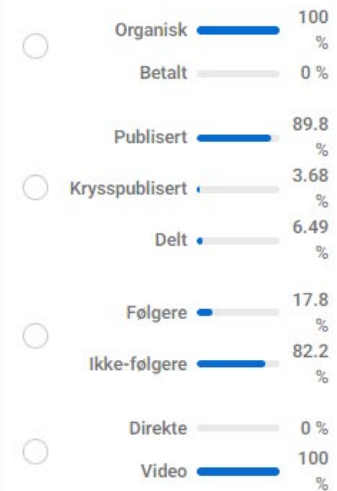 Organisk 100 %
Betalt 0 %
Publisert 89.8 %
Krysspublisert 3.68 %
Delt 6.49 %
Følgere 17.8 %
Ikke-følgere 82.2 %
Direkte 0 %
Video 100 %